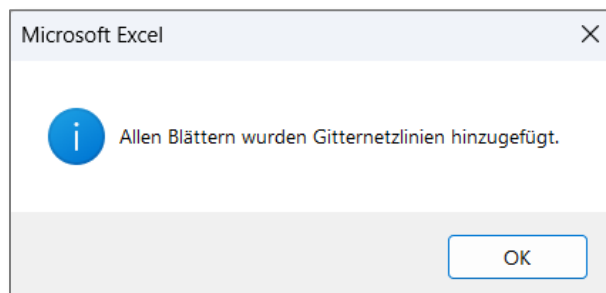 Microsoft Excel
Allen Blättern wurden Gitternetzlinien hinzugefügt.
OK